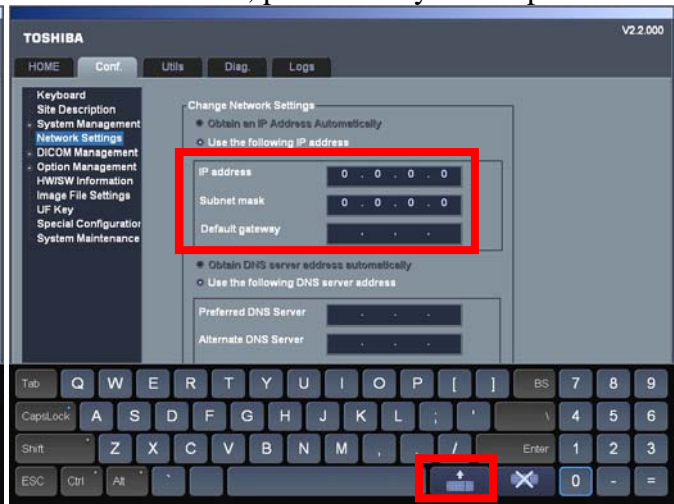 TOSHIBA
V2.2.000
HOME Conf. Utils Diag. Logs
Keyboard
Site Description
System Management
Network Settings
DICOM Management
Option Management
HW/SW Information
Image File Settings
UF Key
Special Configuration
System Maintenance
Change Network Settings
Obtain an IP Address Automatically
Use the following IP address
IP address 0 . 0 . 0 . 0
Subnet mask 0 . 0 . 0 . 0
Default gateway . . .
Obtain DNS server address automatically
Use the following DNS server address
Preferred DNS Server . . .
Alternate DNS Server . . .
Tab Q W E R T Y U I O P [ ] BS 7 8 9
CapsLock A S D F G H J K L ; ' \ 4 5 6
Shift Z X C V B N M , . / Enter 1 2 3
ESC Ctrl Alt ` 0 - =